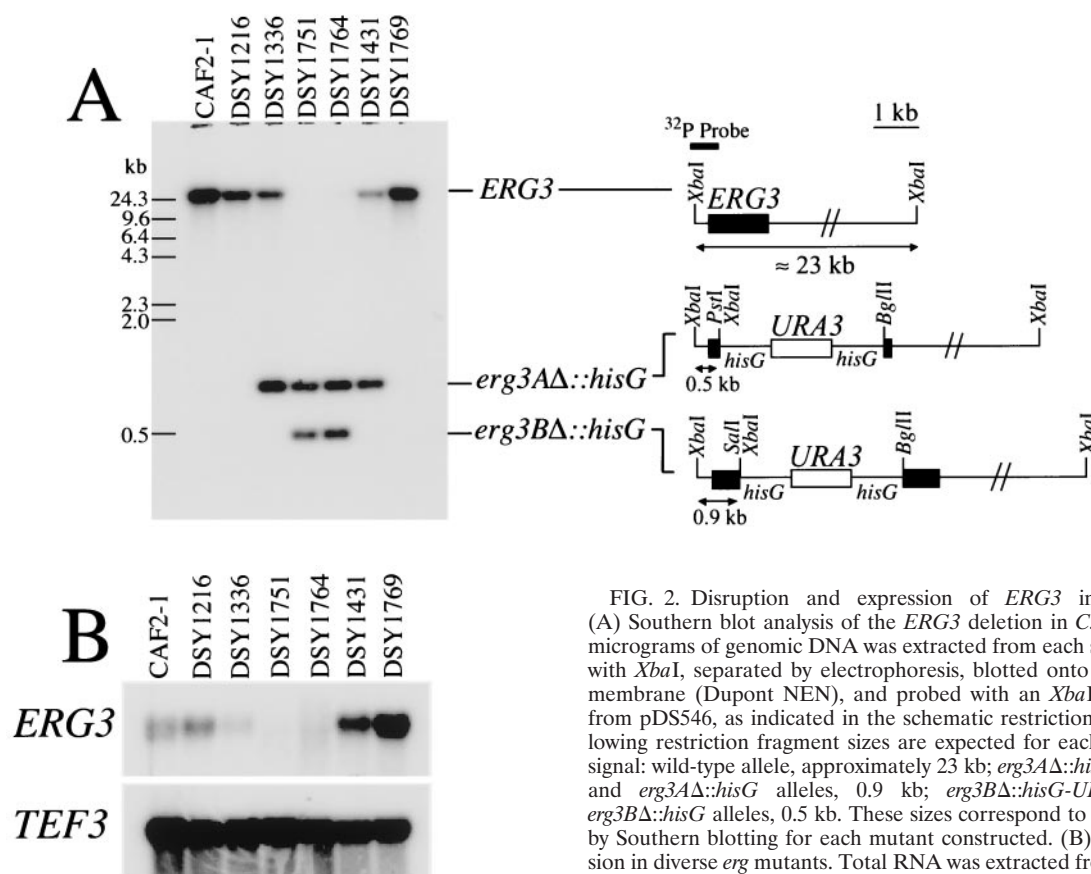 A
CAF2-1
DSY1216
DSY1336
DSY1751
DSY1764
DSY1431
DSY1769
kb
24.3
9.6
6.4
4.3
2.3
2.0
0.5
ERG3
erg3AΔ::hisG
erg3BΔ::hisG
1 kb
32P Probe
XbaI
XbaI
ERG3
≈ 23 kb
XbaI
PstI
XbaI
URA3
BglII
XbaI
hisG
hisG
0.5 kb
XbaI
SalI
XbaI
URA3
BglII
hisG
hisG
0.9 kb
B
CAF2-1
DSY1216
DSY1336
DSY1751
DSY1764
DSY1431
DSY1769
ERG3
TEF3
FIG. 2. Disruption and expression of ERG3 in
(A) Southern blot analysis of the ERG3 deletion in
micrograms of genomic DNA was extracted from each
with XbaI, separated by electrophoresis, blotted onto
membrane (Dupont NEN), and probed with an XbaI
from pDS546, as indicated in the schematic restriction
lowing restriction fragment sizes are expected for each
signal: wild-type allele, approximately 23 kb;
and erg3AΔ::hisG alleles, 0.9 kb;
erg3BΔ::hisG alleles, 0.5 kb. These sizes correspond to
by Southern blotting for each mutant constructed. (B)
sion in diverse erg mutants. Total RNA was extracted